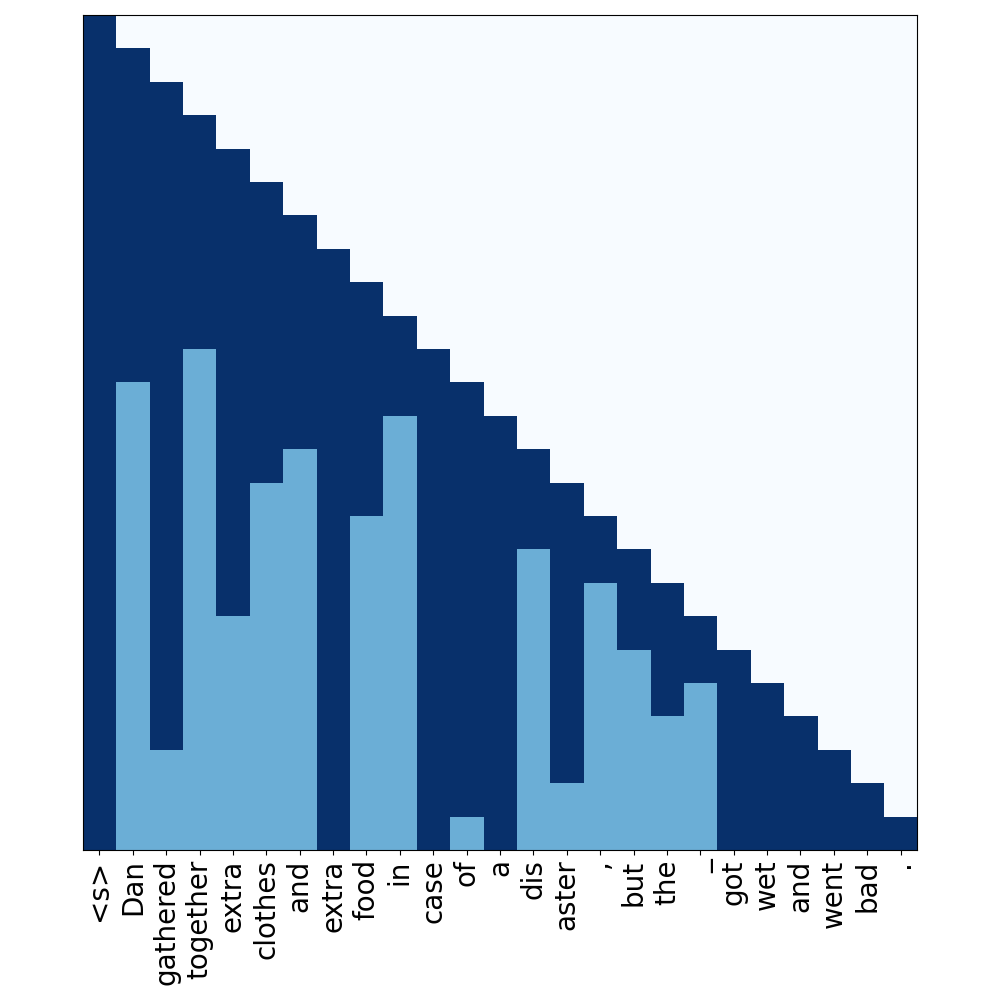 <s>
Dan
gathered
together
extra
clothes
and
extra
food
in
case
of
a
dis
aster
,
but
the
_
got
wet
and
went
bad
.